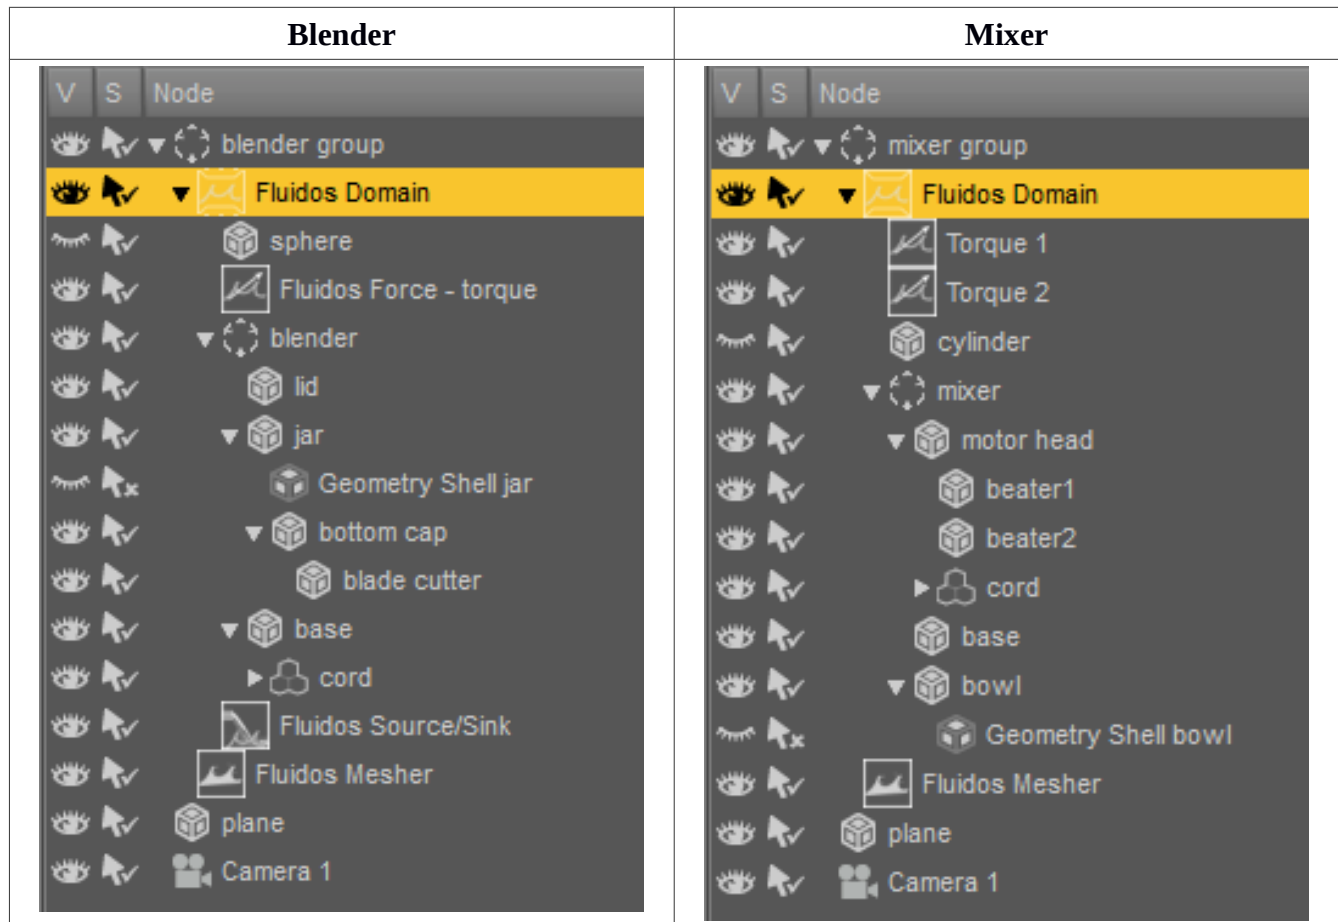 Blender
V S Node
blender group
Fluidos Domain
sphere
Fluidos Force - torque
blender
lid
jar
Geometry Shell jar
bottom cap
blade cutter
base
cord
Fluidos Source/Sink
Fluidos Mesher
plane
Camera 1
Mixer
V S Node
mixer group
Fluidos Domain
Torque 1
Torque 2
cylinder
mixer
motor head
beater1
beater2
cord
base
bowl
Geometry Shell bowl
Fluidos Mesher
plane
Camera 1